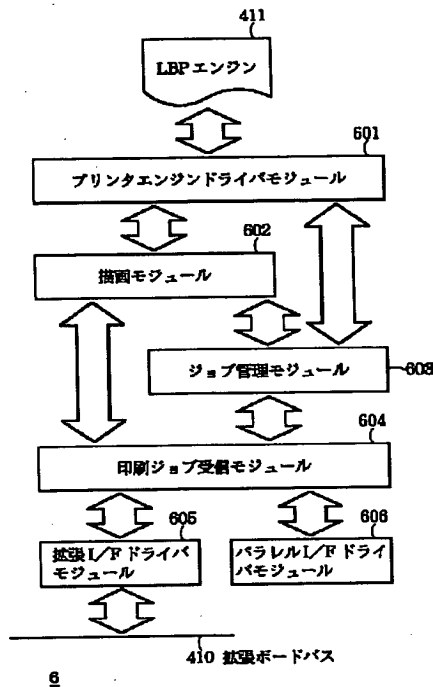 411
LBPエンジン
601
プリンタエンジンドライバモジュール
602
描画モジュール
ジョブ管理モジュール
603
604
印刷ジョブ受信モジュール
605
606
拡張I/Fドライバ
モジュール
パラレルI/Fドライ
バモジュール
410 拡張ボードバス
6